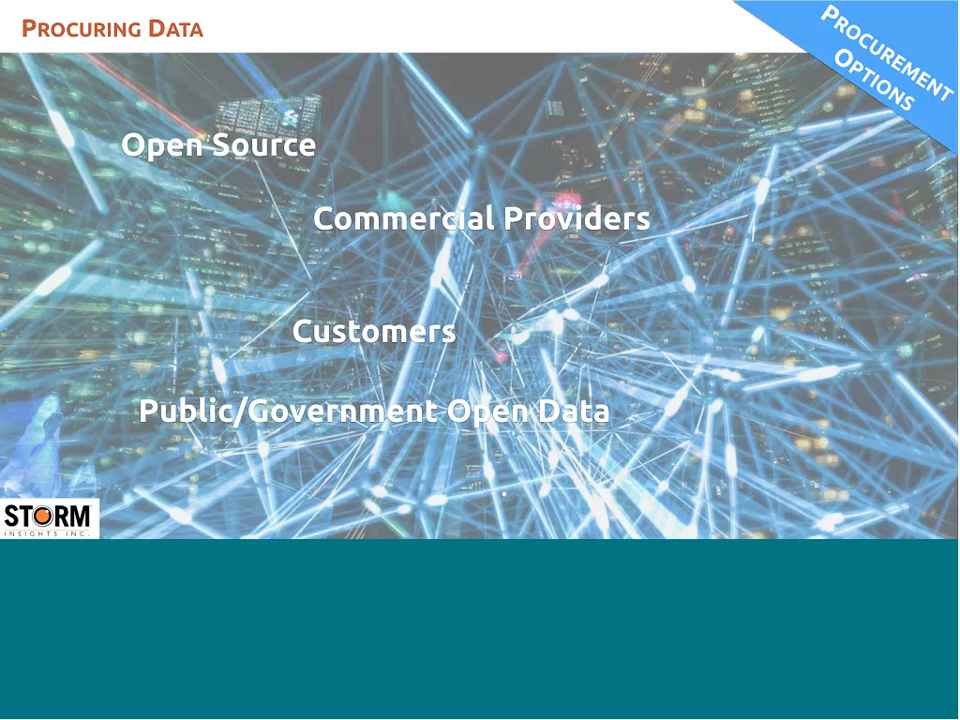 PROCURING DATA
PROCUREMENT
OPTIONS
Open Source
Commercial Providers
Customers
Public/Government Open Data
STORM
INSIGHTS INC.